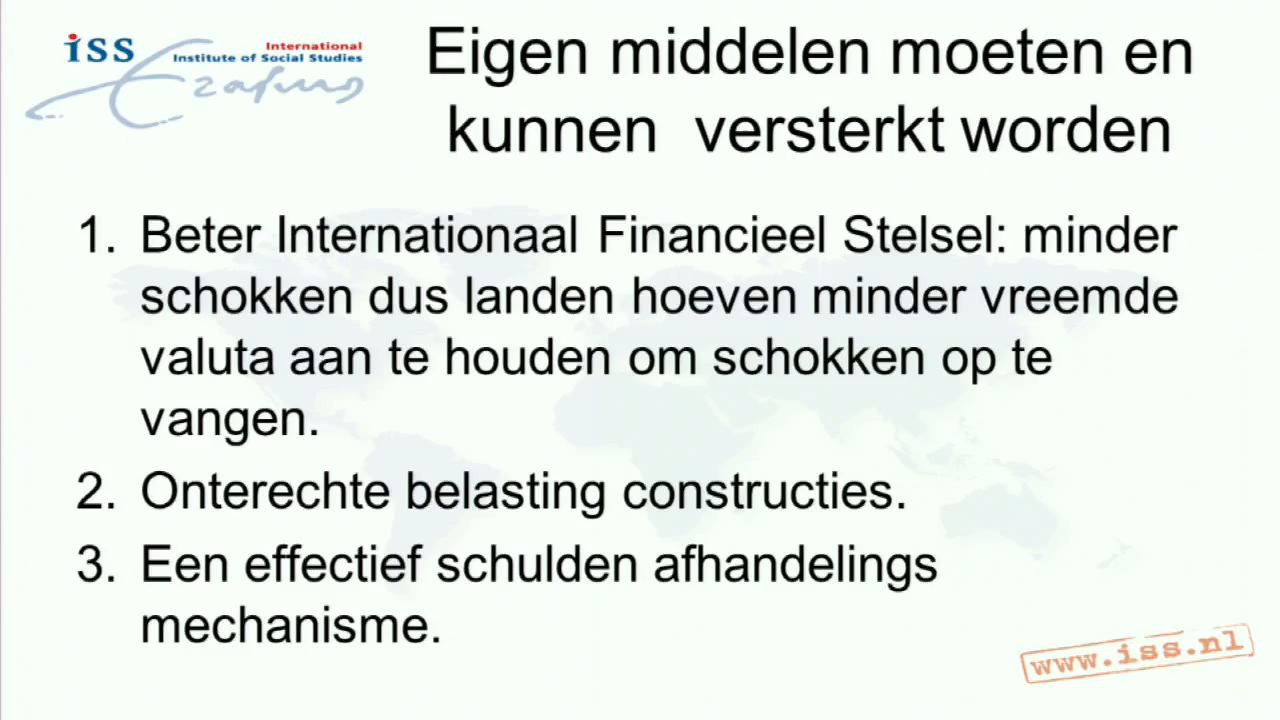 iss
International
Institute of Social Studies
Erasmus
Eigen middelen moeten en
kunnen versterkt worden
1. Beter Internationaal Financieel Stelsel: minder
schokken dus landen hoeven minder vreemde
valuta aan te houden om schokken op te
vangen.
2. Onterechte belasting constructies.
3. Een effectief schulden afhandelings
mechanisme.
www.iss.nl